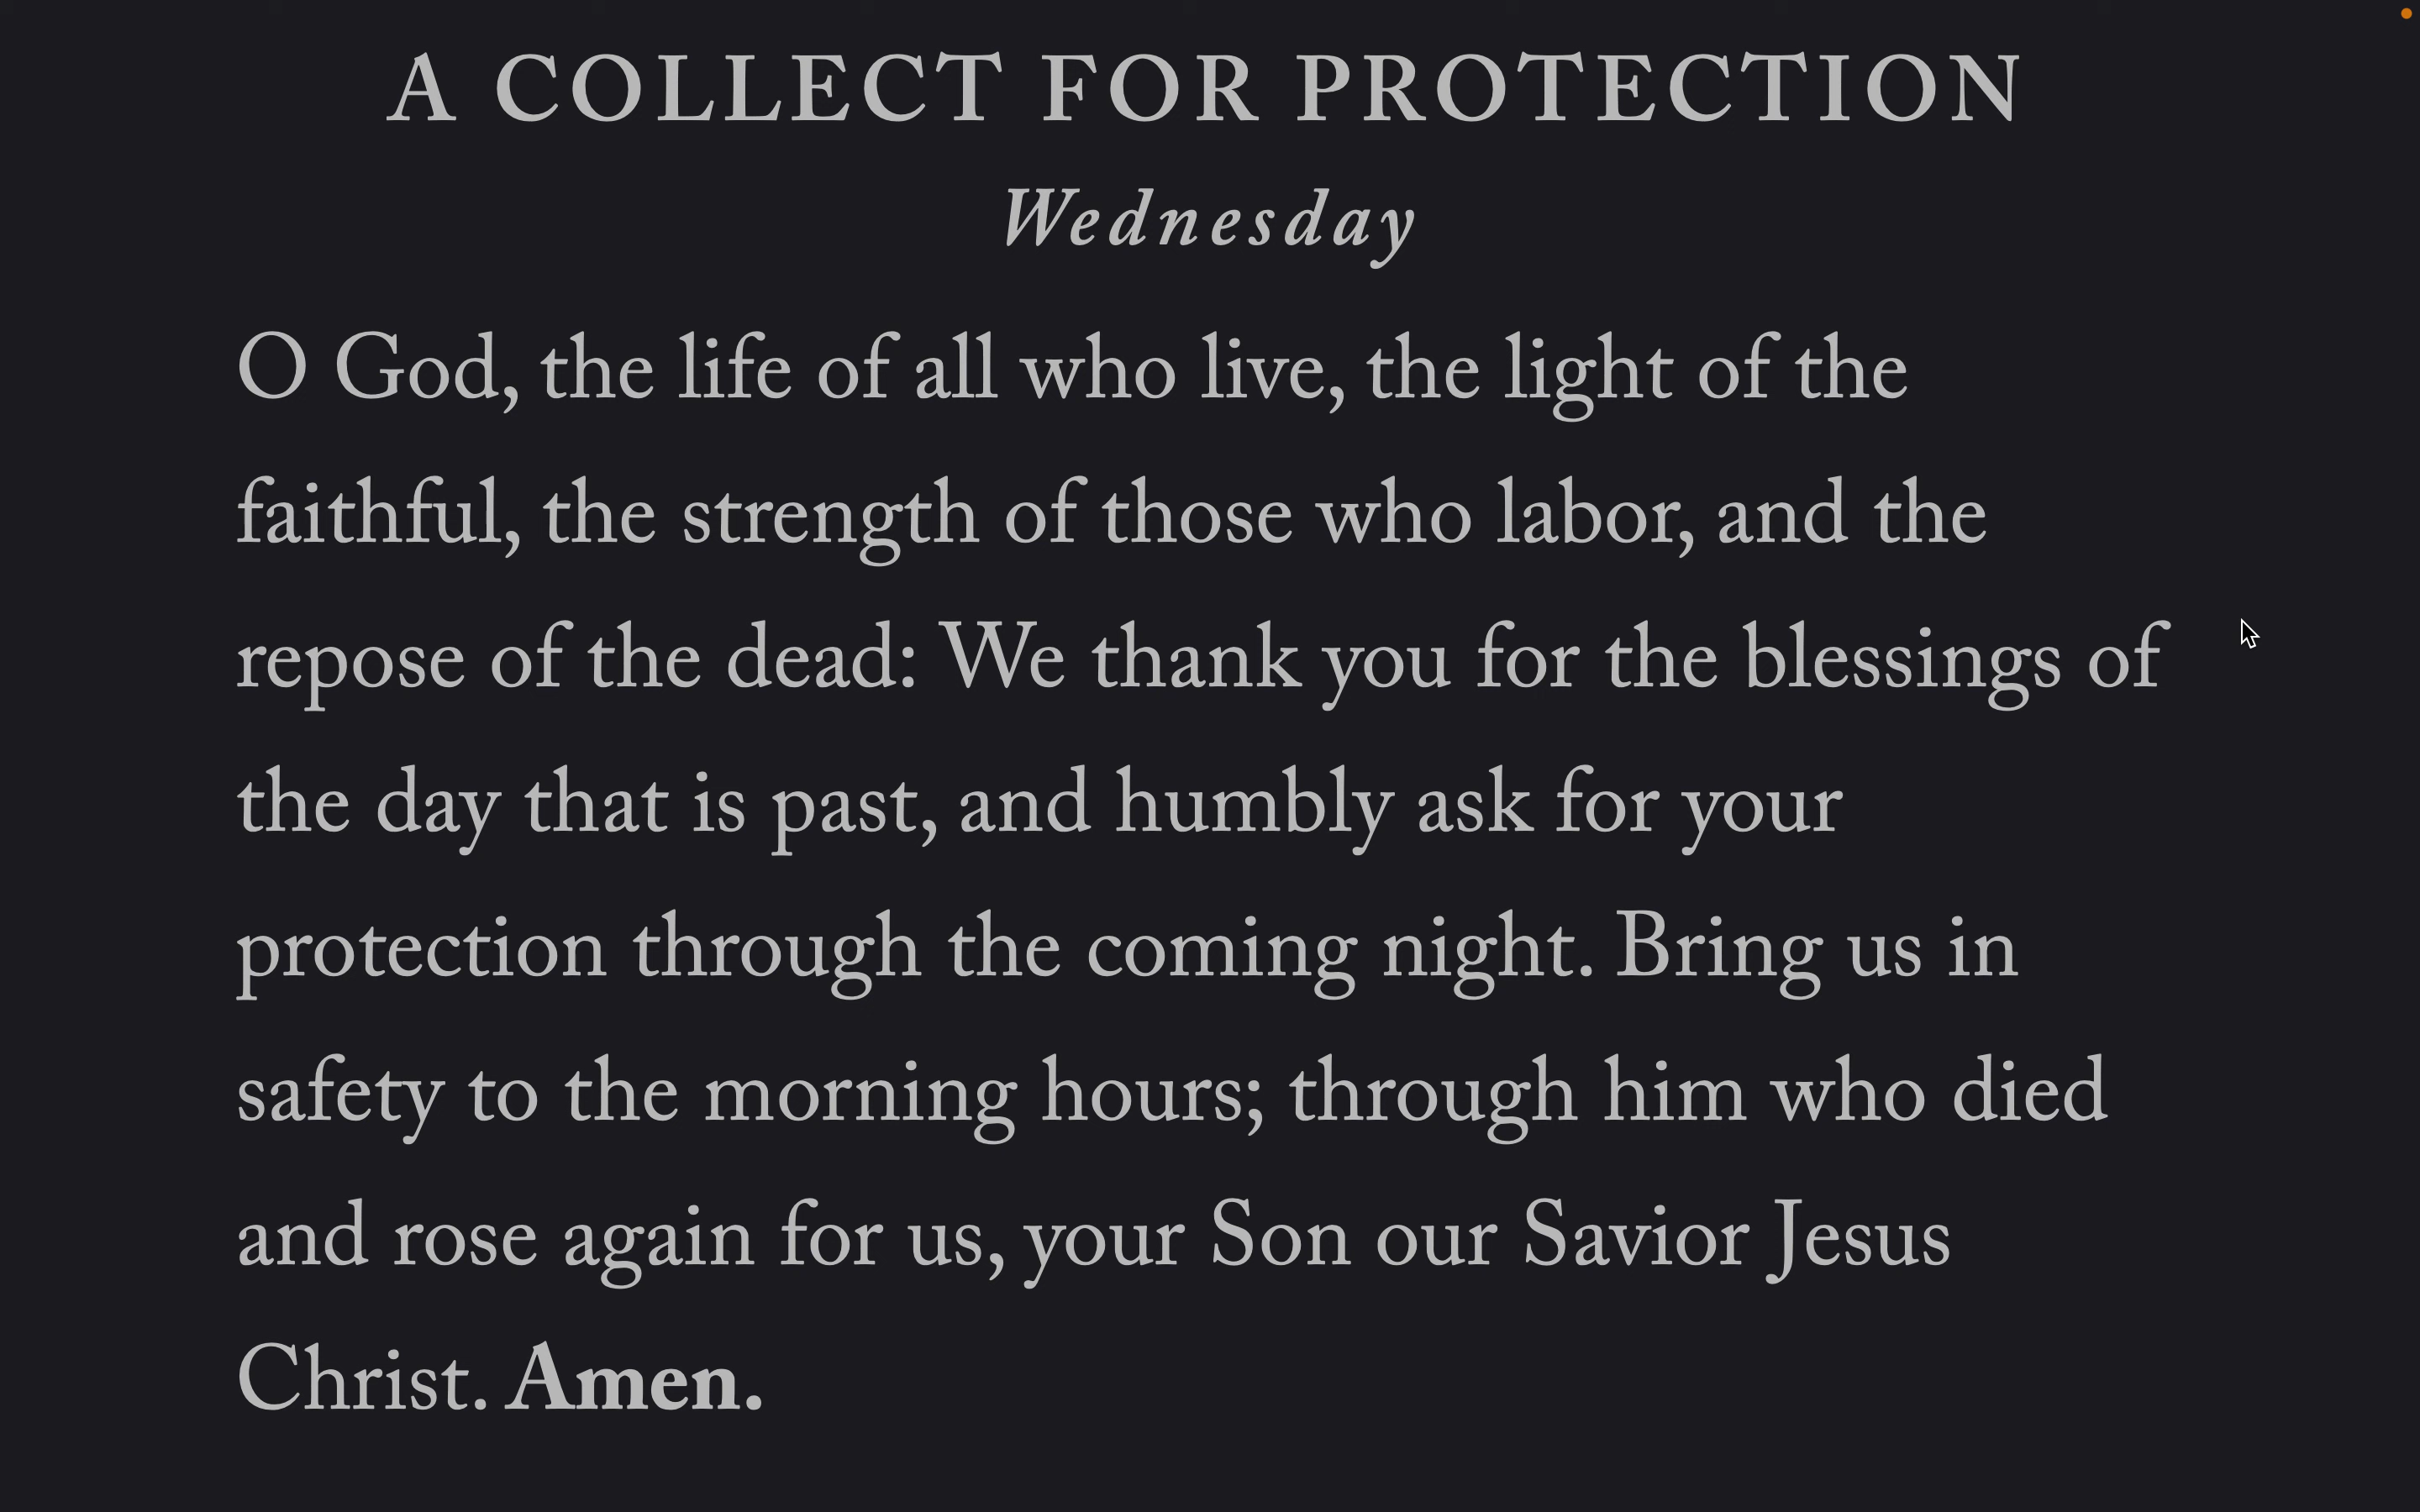 A COLLECT FOR PROTECTION
Wednesday
O God, the life of all who live, the light of the
faithful, the strength of those who labor, and the
repose of the dead: We thank you for the blessings of
the day that is past, and humbly ask for your
protection through the coming night. Bring us in
safety to the morning hours; through him who died
and rose again for us, your Son our Savior Jesus
Christ. Amen.